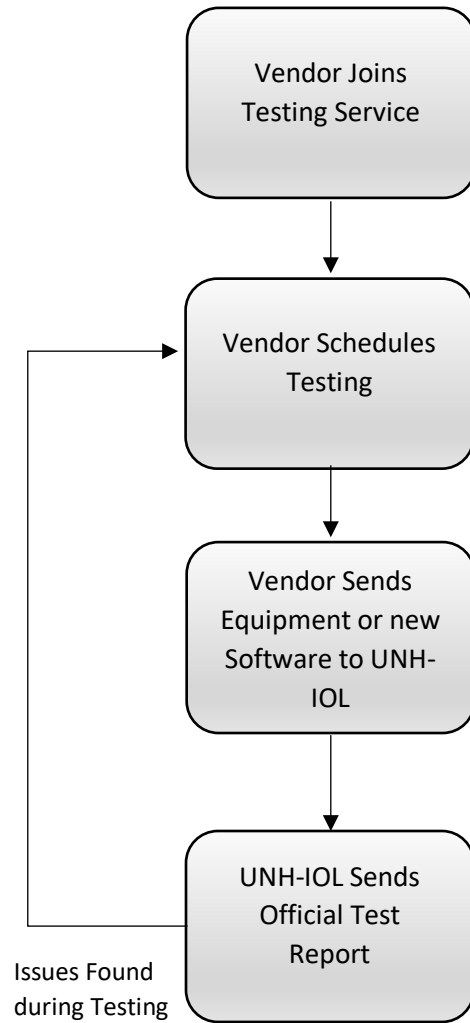 Vendor Joins
Testing Service
Vendor Schedules
Testing
Vendor Sends
Equipment or new
Software to UNH-
IOL
UNH-IOL Sends
Official Test
Report
Issues Found
during Testing